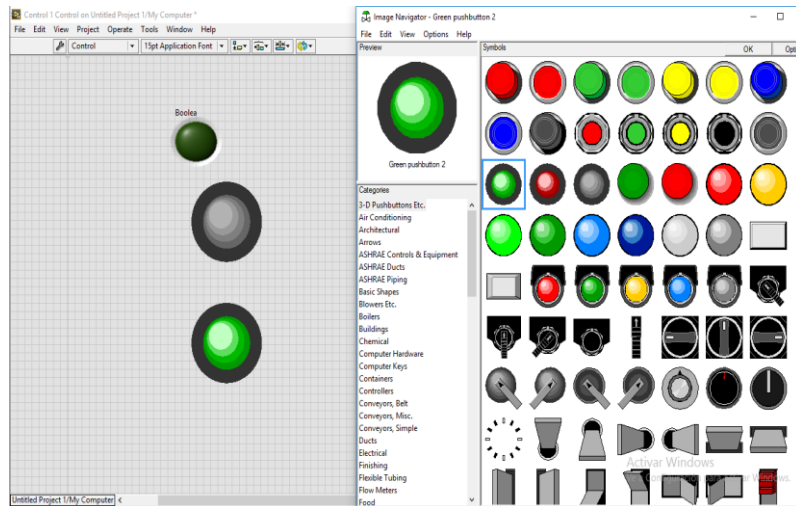 Control 1 Control on Untitled Project 1/My Computer *
File Edit View Project Operate Tools Window Help
Control 15pt Application Font
Boolea
Untitled Project 1/My Computer <
Image Navigator - Green pushbutton 2
File Edit View Options Help
Preview
Green pushbutton 2
Categories
3-D Pushbuttons Etc.
Air Conditioning
Architectural
Arrows
ASHRAE Controls & Equipment
ASHRAE Ducts
ASHRAE Piping
Basic Shapes
Blowers Etc.
Boilers
Buildings
Chemical
Computer Hardware
Computer Keys
Containers
Controllers
Conveyors, Belt
Conveyors, Misc.
Conveyors, Simple
Ducts
Electrical
Finishing
Flexible Tubing
Flow Meters
Food
Symbols
OK Opt
Activar Windows
Configuración para Windows.